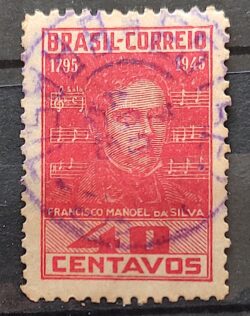 BRASIL-CORREIO
1795 1945
FRANCISCO MANOEL DA SILVA
40
CENTAVOS